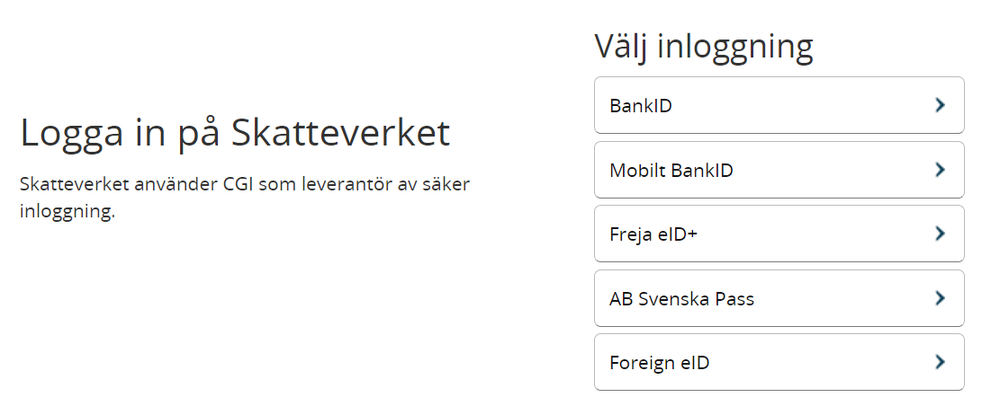 Logga in på Skatteverket
Skatteverket använder CGI som leverantör av säker
inloggning.
Välj inloggning
BankID
Mobilt BankID
Freja eID+
AB Svenska Pass
Foreign eID